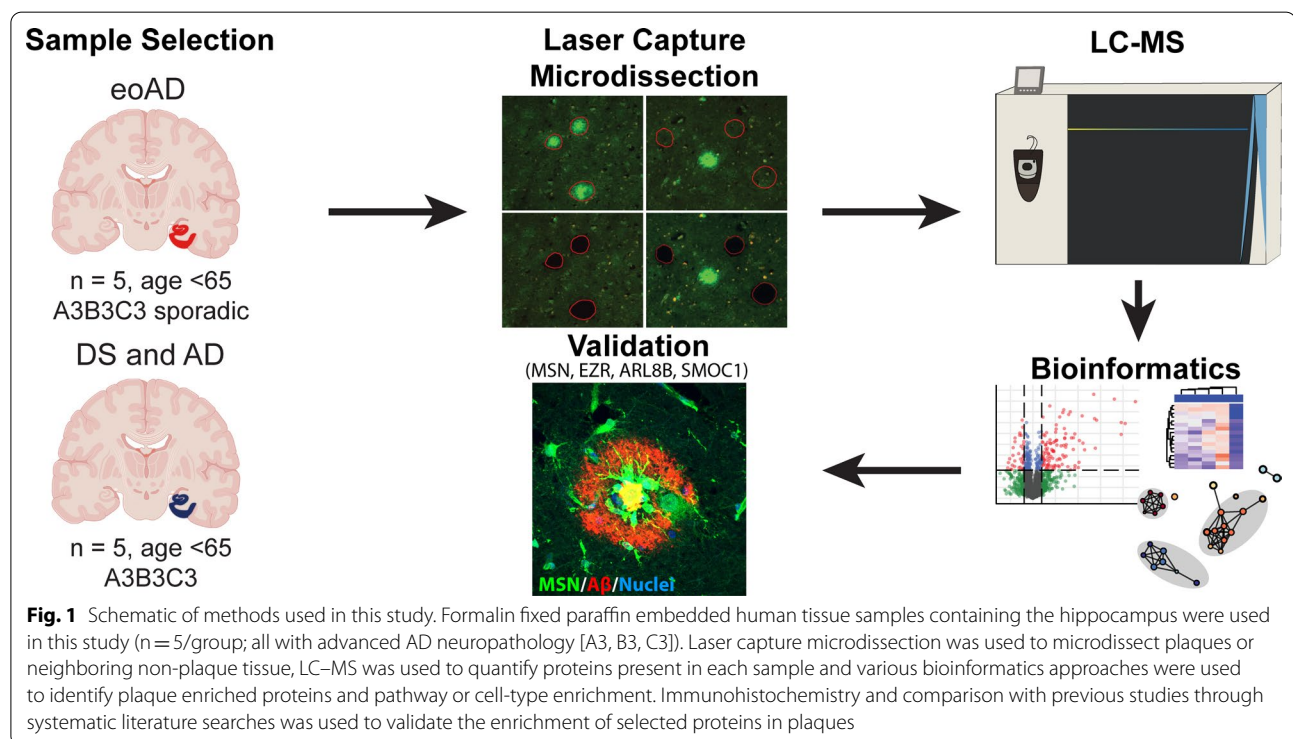 Sample Selection
eoAD
n = 5, age <65
A3B3C3 sporadic
DS and AD
n = 5, age <65
A3B3C3
Laser Capture
Microdissection
LC-MS
Bioinformatics
Validation
(MSN, EZR, ARL8B, SMOC1)
MSN/Aβ/Nuclei
Fig. 1 Schematic of methods used in this study. Formalin fixed paraffin embedded human tissue samples containing the hippocampus were used
in this study (n = 5/group; all with advanced AD neuropathology [A3, B3, C3]). Laser capture microdissection was used to microdissect plaques or
neighboring non-plaque tissue, LC–MS was used to quantify proteins present in each sample and various bioinformatics approaches were used
to identify plaque enriched proteins and pathway or cell-type enrichment. Immunohistochemistry and comparison with previous studies through
systematic literature searches was used to validate the enrichment of selected proteins in plaques